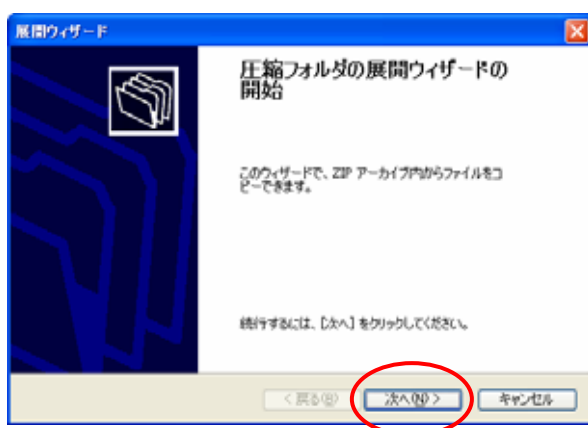 展開ウィザード
圧縮フォルダの展開ウィザードの
開始
このウィザードで、ZIP アーカイブ内からファイルをコ
ピーできます。
続行するには、[次へ] をクリックしてください。
< 戻る(B)
次へ(N) >
キャンセル